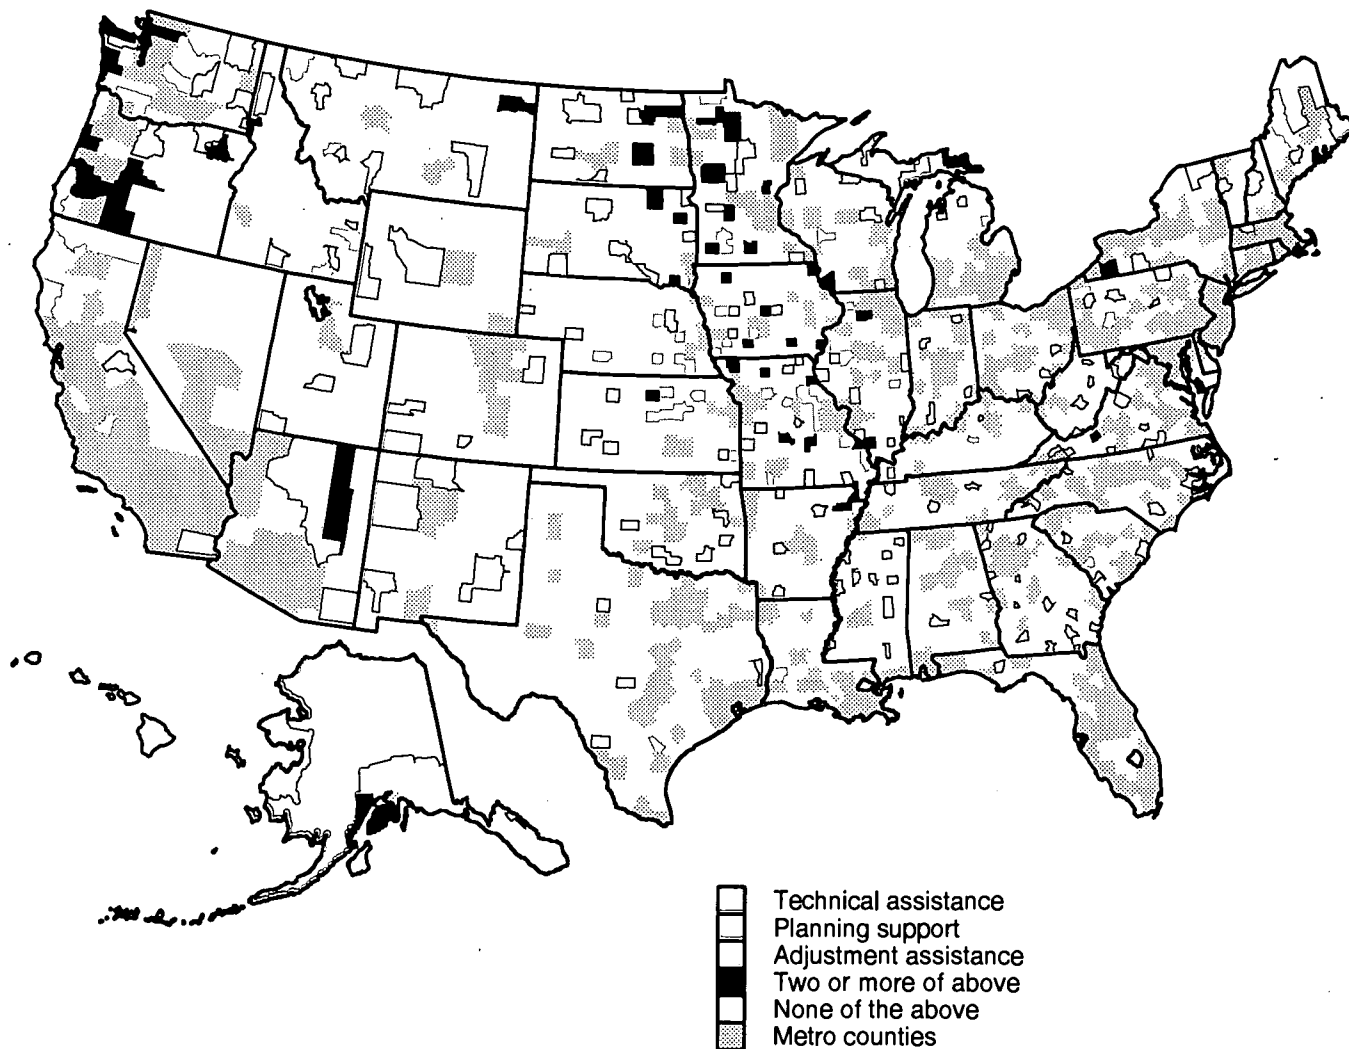 Technical assistance
Planning support
Adjustment assistance
Two or more of above
None of the above
Metro counties